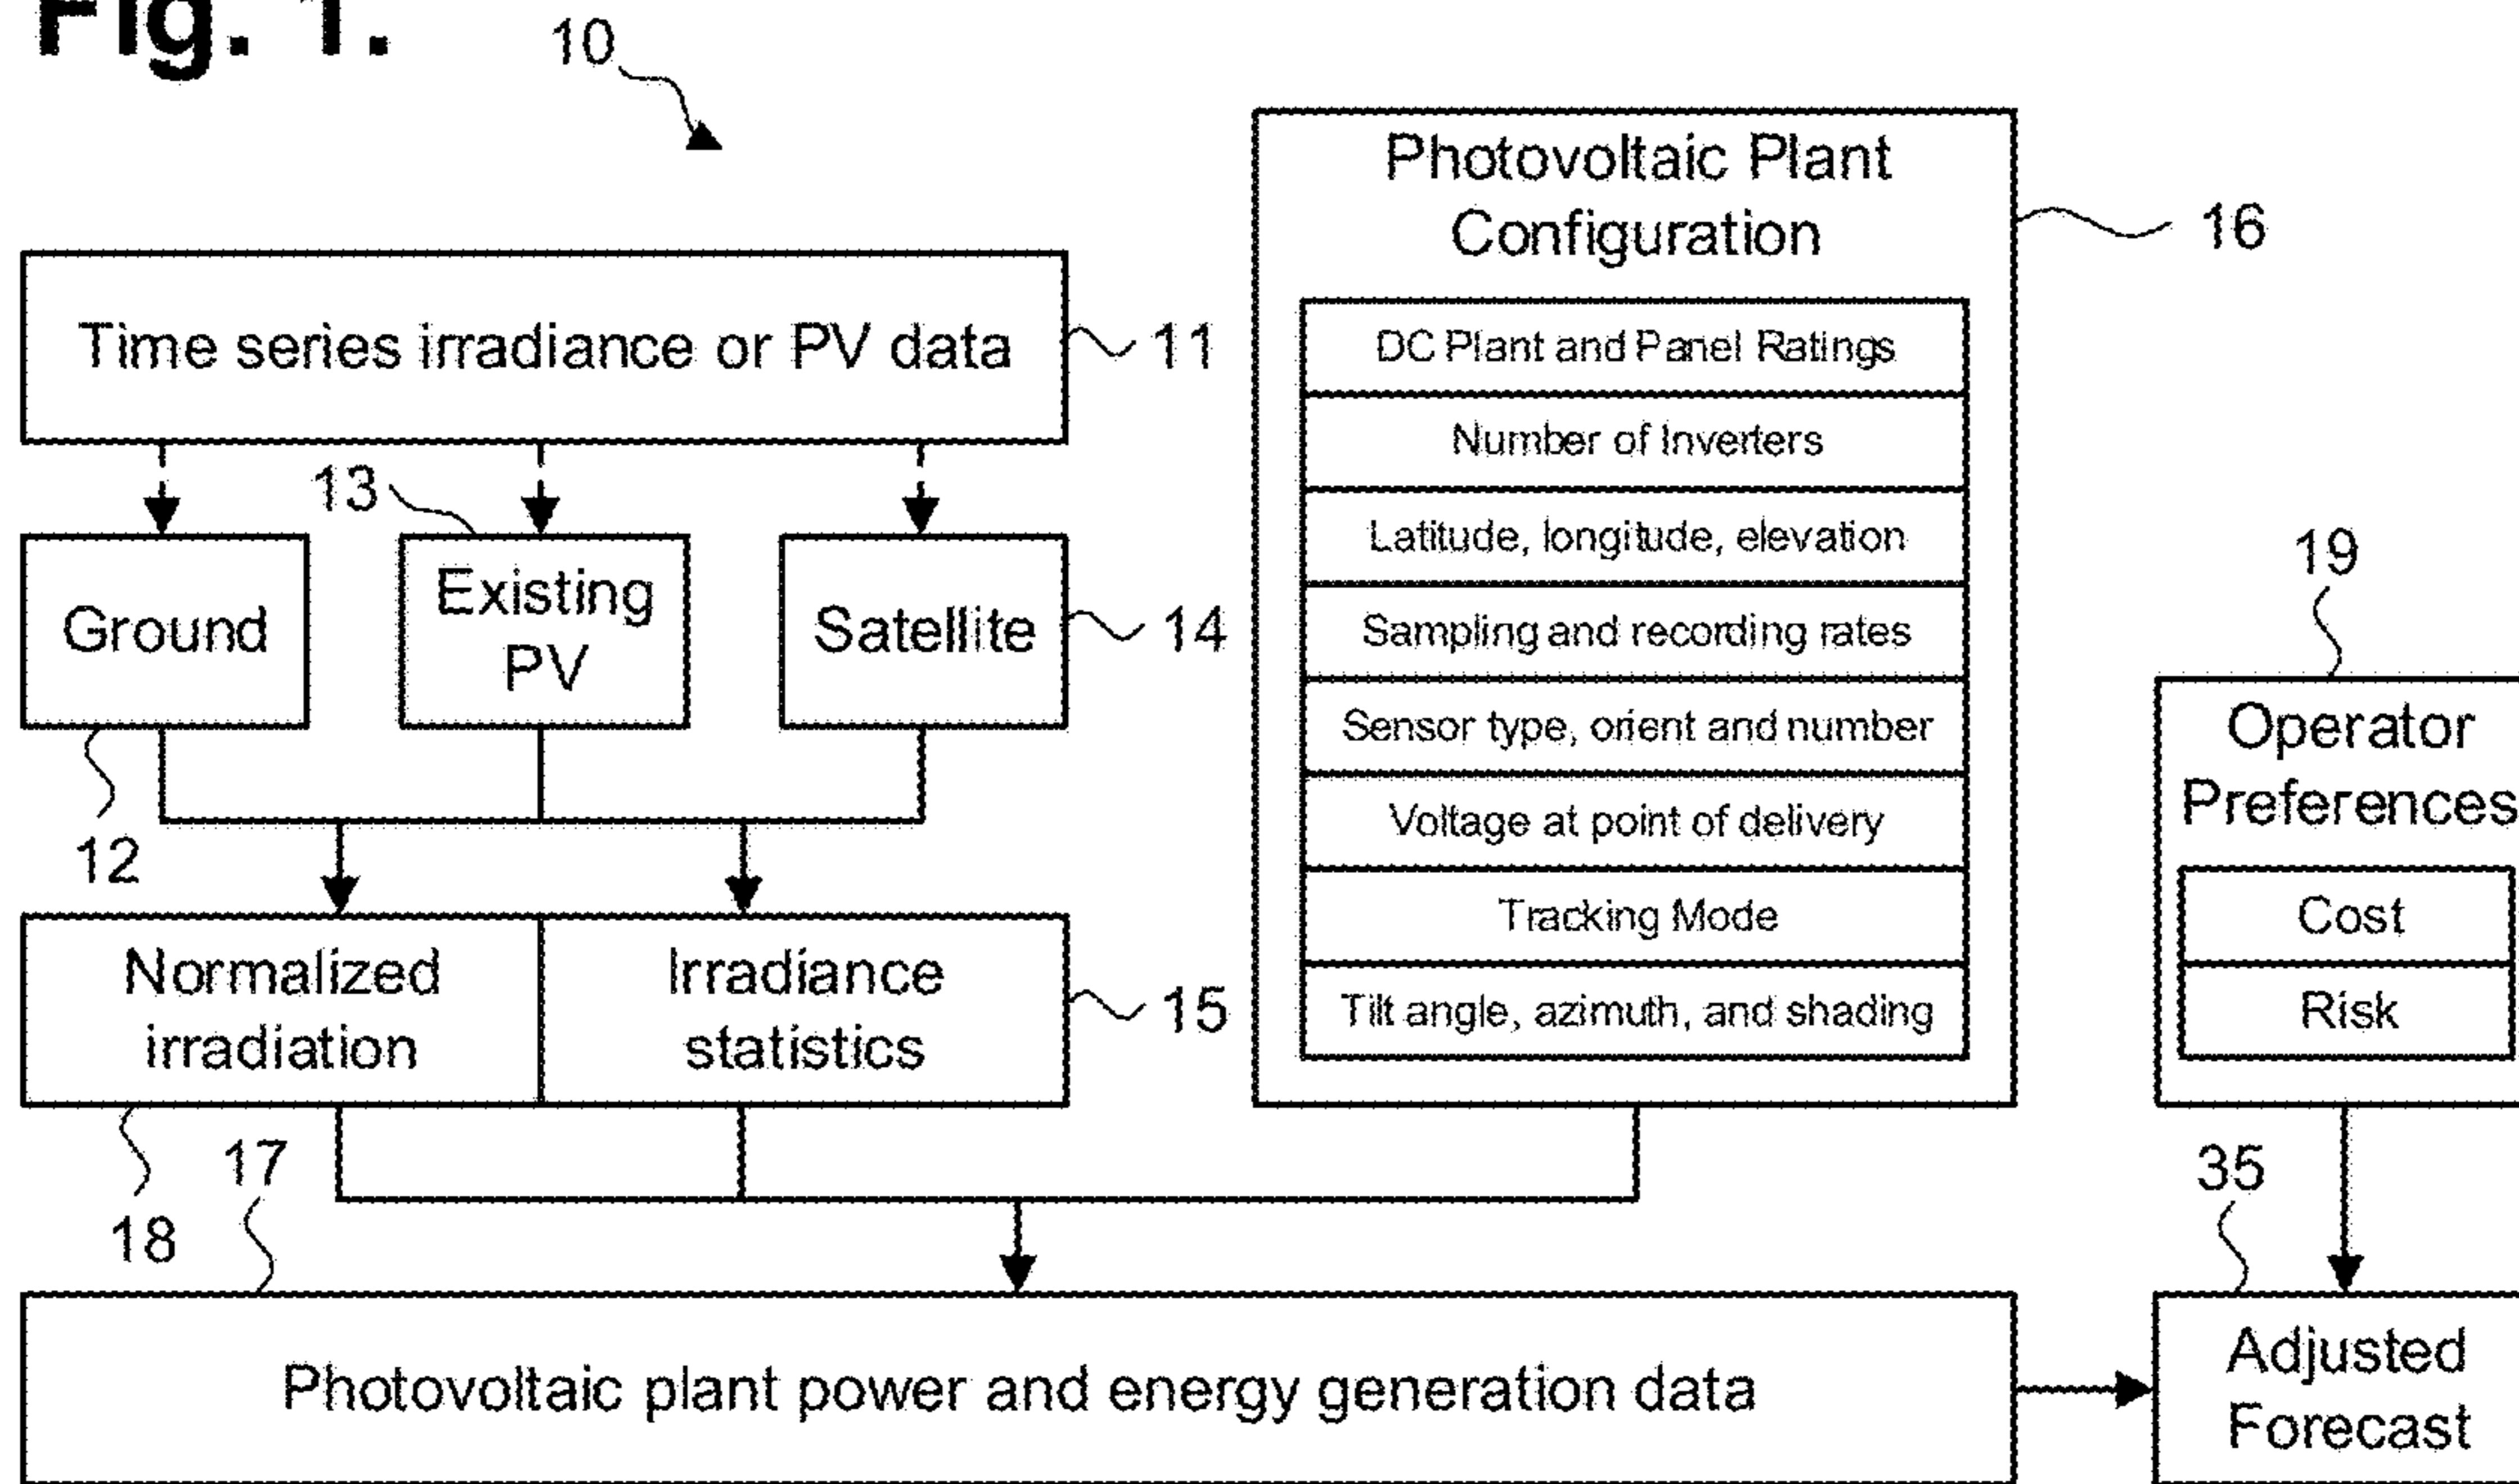 Fig. 1.
10
Photovoltaic Plant
Configuration
16
Time series irradiance or PV data
11
DC Plant and Panel Ratings
Number of Inverters
Latitude, longitude, elevation
Sampling and recording rates
Sensor type, orient and number
Voltage at point of delivery
Tracking Mode
Tilt angle, azimuth, and shading
13
Ground
Existing
PV
Satellite
14
12
19
Operator
Preferences
Cost
Risk
Normalized
irradiation
Irradiance
statistics
15
17
18
35
Photovoltaic plant power and energy generation data
Adjusted
Forecast